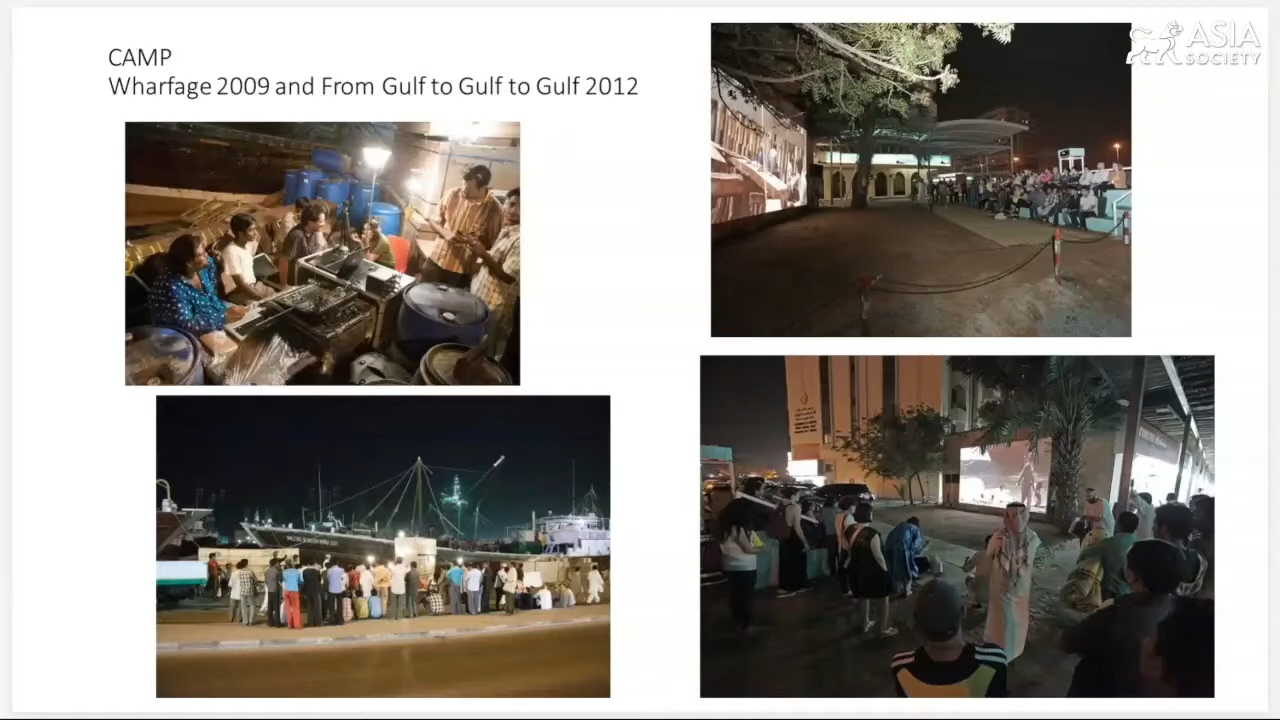 CAMP
Wharfage 2009 and From Gulf to Gulf to Gulf 2012
ASIA
SOCIETY